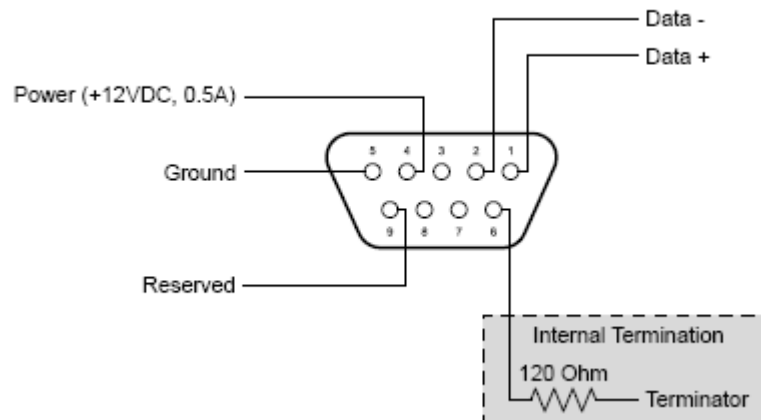 Data -
Data +
Power (+12VDC, 0.5A)
5 4 3 2 1
Ground
9 8 7 6
Reserved
Internal Termination
120 Ohm
Terminator